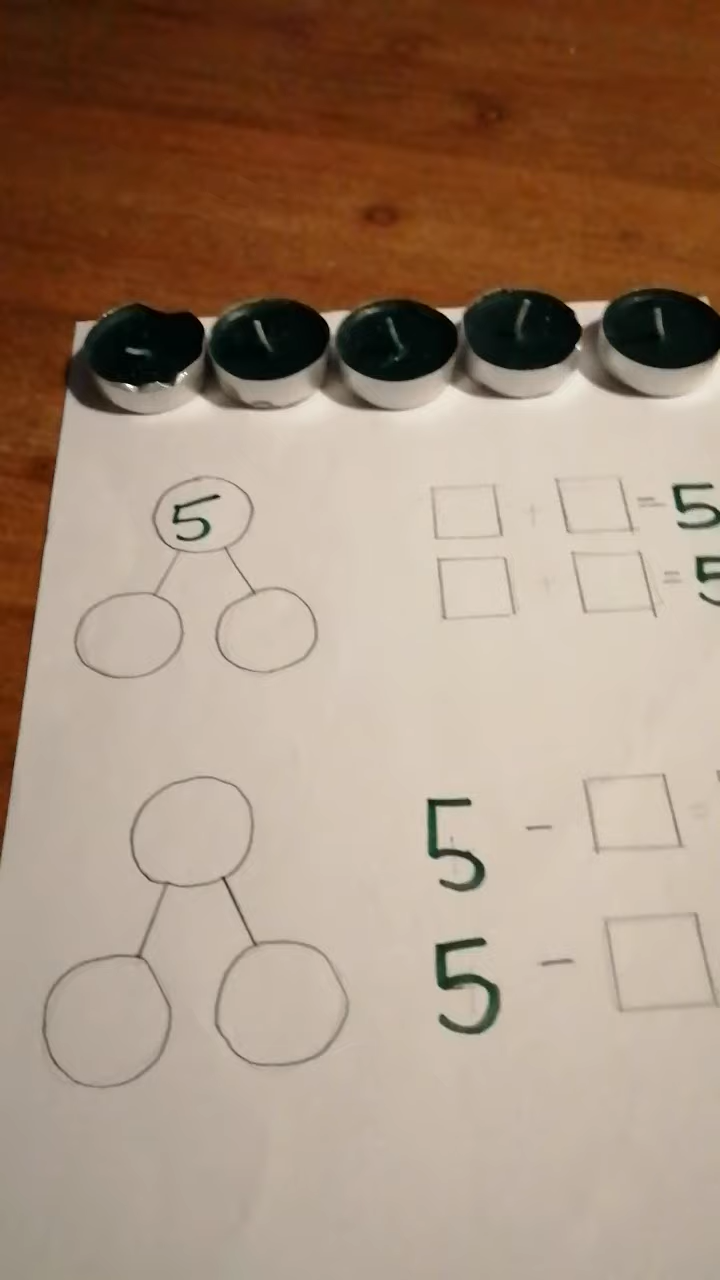 5
□ + □ = 5
□ + □ = 5
5 - □ =
5 - □